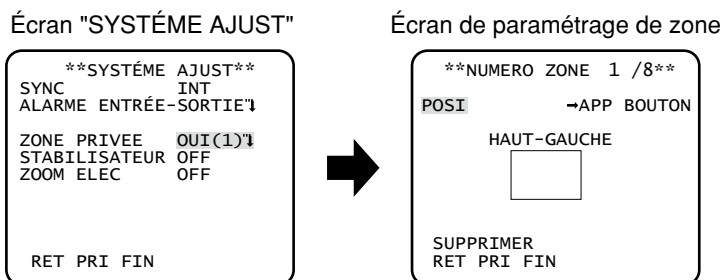 Écran "SYSTÉME AJUST"
**SYSTÉME AJUST**
SYNC INT
ALARME ENTRÉE-SORTIE
ZONE PRIVEE OUI(1)
STABILISATEUR OFF
ZOOM ELEC OFF
RET PRI FIN
Écran de paramétrage de zone
**NUMERO ZONE 1 /8**
POSI →APP BOUTON
HAUT-GAUCHE
SUPPRIMER
RET PRI FIN